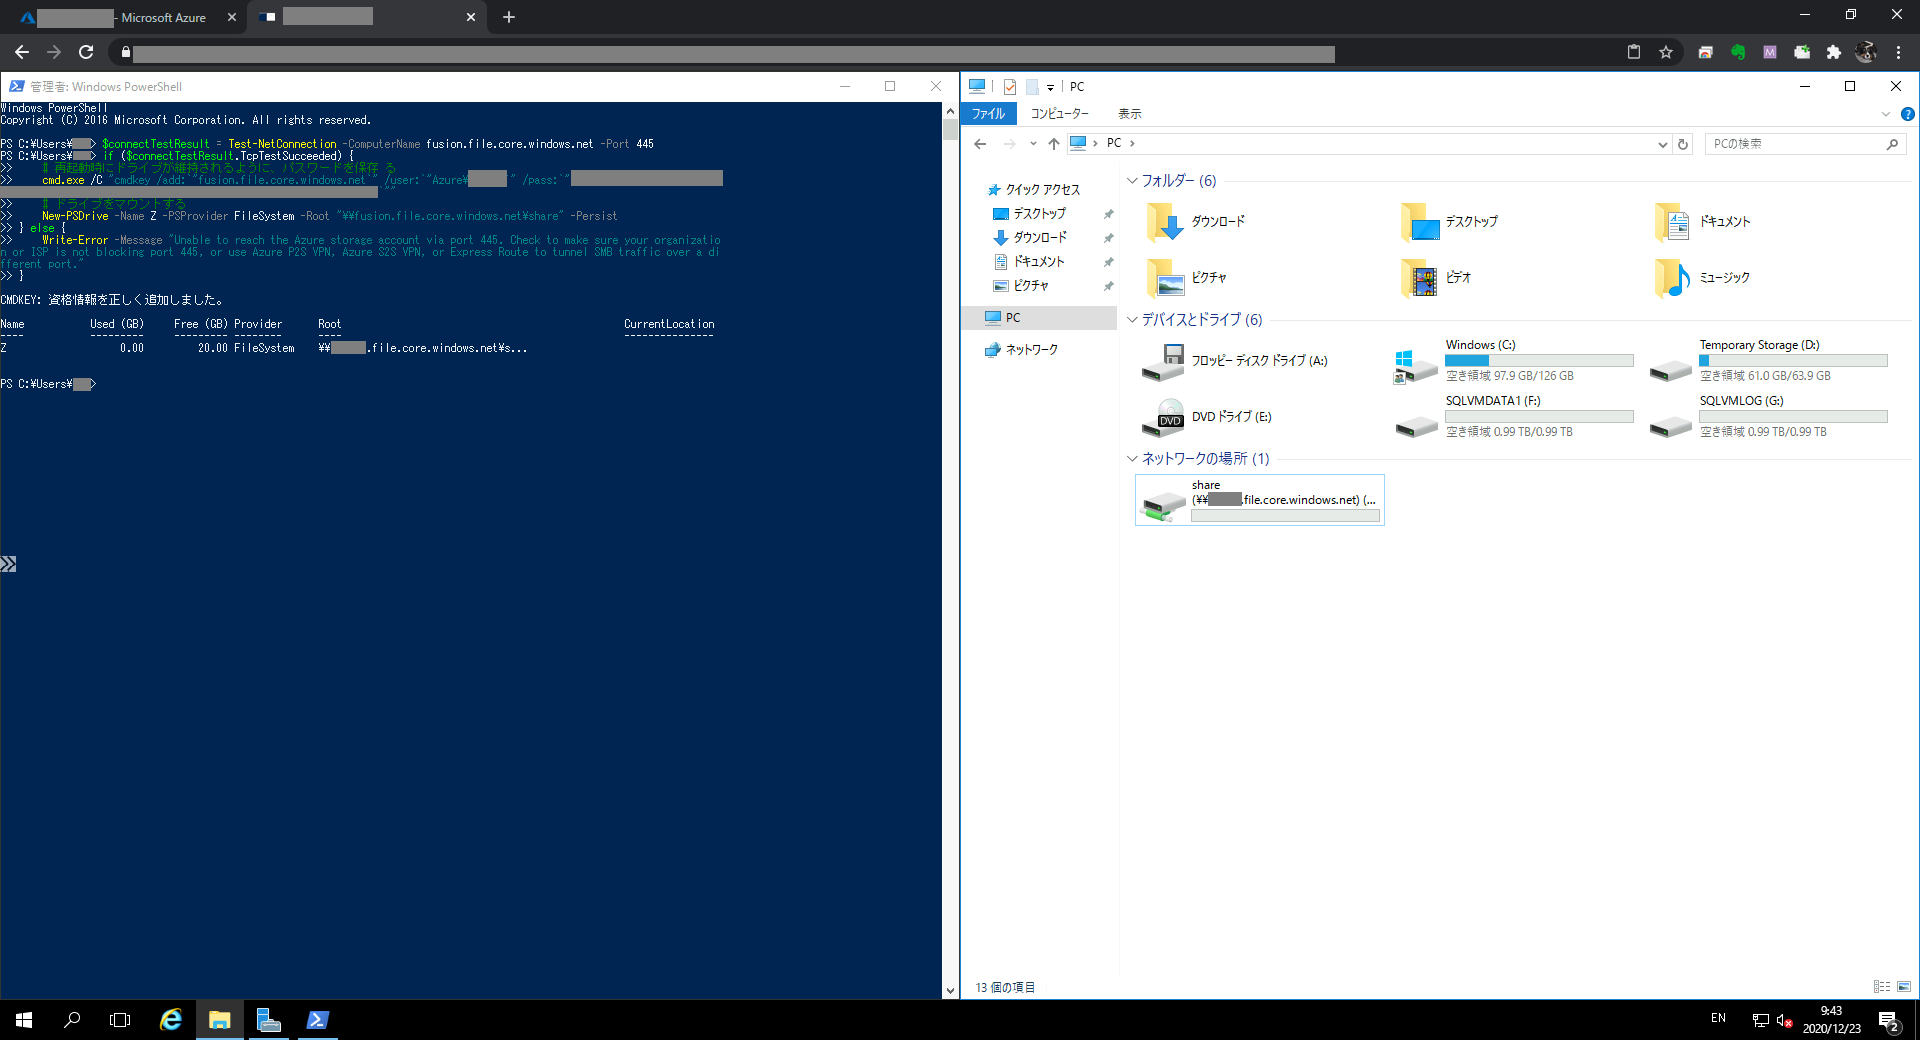 - Microsoft Azure
管理者: Windows PowerShell
Windows PowerShell
Copyright (C) 2016 Microsoft Corporation. All rights reserved.
PS C:¥Users¥ > $connectTestResult = Test-NetConnection -ComputerName fusion.file.core.windows.net -Port 445
PS C:¥Users¥ > if ($connectTestResult.TcpTestSucceeded) {
>> # 再起動時にドライブが維持されるように、パスワードを保存 る
>> cmd.exe /C "cmdkey /add:`"fusion.file.core.windows.net`" /user:`"Azure¥ `" /pass:`"
`""
>> # ドライブをマウントする
>> New-PSDrive -Name Z -PSProvider FileSystem -Root "¥¥fusion.file.core.windows.net¥share" -Persist
>> } else {
>> Write-Error -Message "Unable to reach the Azure storage account via port 445. Check to make sure your organizatio
n or ISP is not blocking port 445, or use Azure P2S VPN, Azure S2S VPN, or Express Route to tunnel SMB traffic over a di
fferent port."
>> }
CMDKEY: 資格情報を正しく追加しました。
Name Used (GB) Free (GB) Provider Root CurrentLocation
---- --------- --------- -------- ---- ---------------
Z 0.00 20.00 FileSystem ¥¥ .file.core.windows.net¥s...
PS C:¥Users¥ >
PC
ファイル コンピューター 表示
PC
PCの検索
クイック アクセス
デスクトップ
ダウンロード
ドキュメント
ピクチャ
PC
ネットワーク
フォルダー (6)
ダウンロード
デスクトップ
ドキュメント
ピクチャ
ビデオ
ミュージック
デバイスとドライブ (6)
フロッピー ディスク ドライブ (A:)
Windows (C:)
空き領域 97.9 GB/126 GB
Temporary Storage (D:)
空き領域 61.0 GB/63.9 GB
DVD
DVD ドライブ (E:)
SQLVMDATA1 (F:)
空き領域 0.99 TB/0.99 TB
SQLVMLOG (G:)
空き領域 0.99 TB/0.99 TB
ネットワークの場所 (1)
share
(¥¥ .file.core.windows.net) (...
13 個の項目
EN
9:43
2020/12/23
2